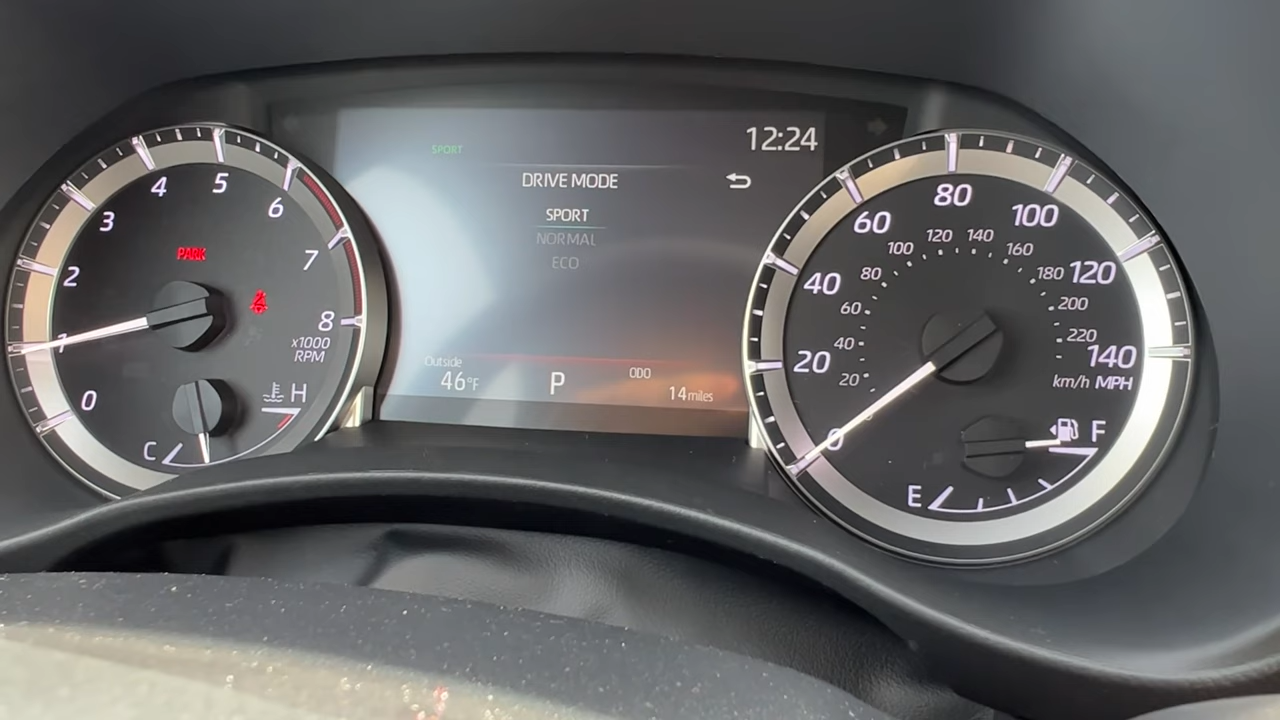 12:24
SPORT
DRIVE MODE
SPORT
NORMAL
ECO
Outside
46°F
P
ODO
14 miles
0
1
2
3
4
5
6
7
8
x1000
RPM
PARK
C
H
0
20
40
60
80
100
120
140
20
40
60
80
100
120
140
160
180
200
220
km/h MPH
E
F